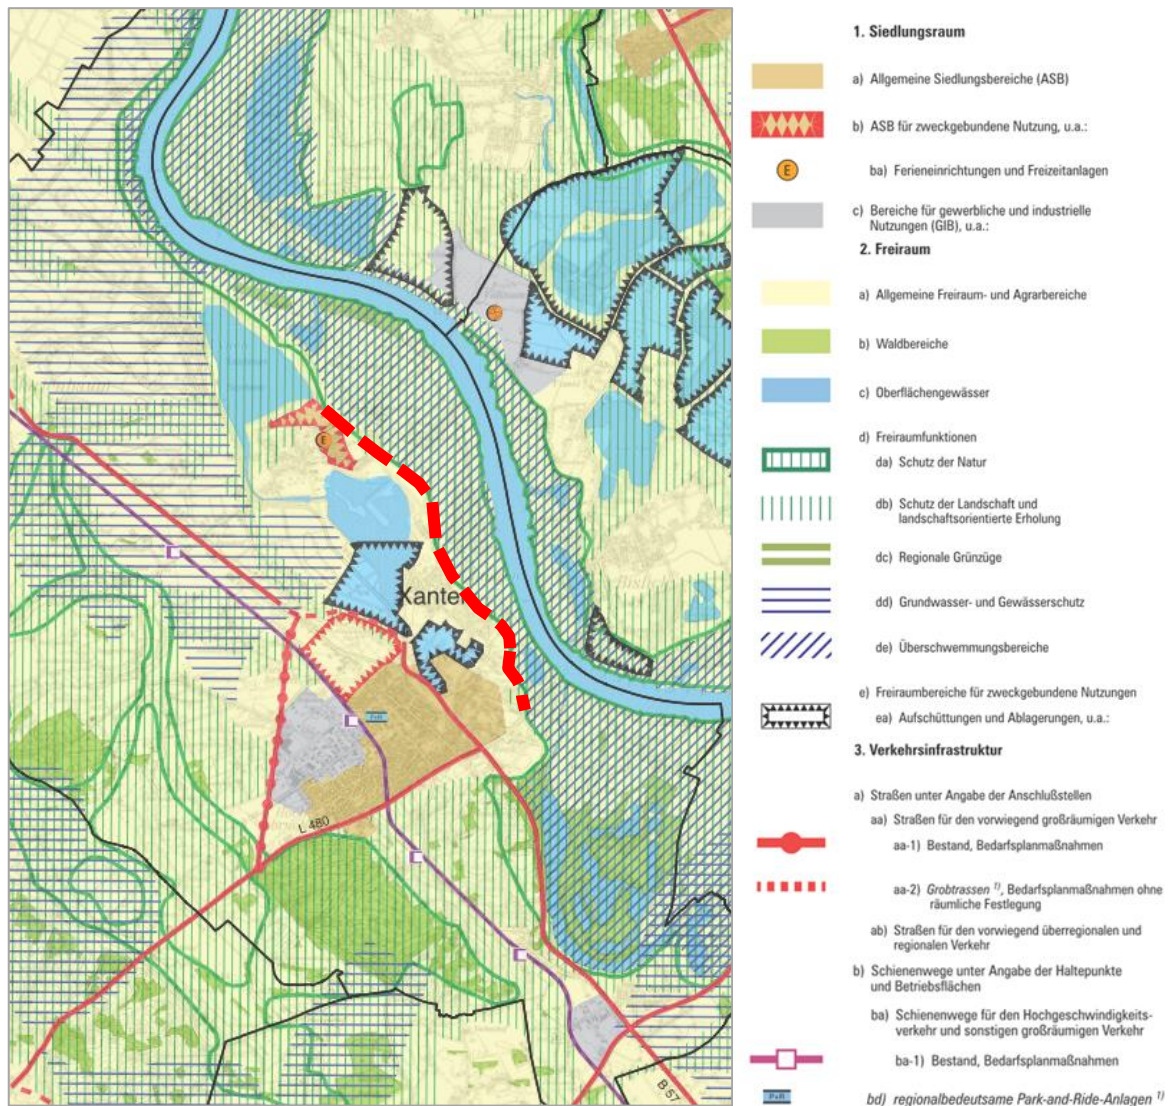 Xanten
L 480
B 57
E
P+R
1. Siedlungsraum
a) Allgemeine Siedlungsbereiche (ASB)
b) ASB für zweckgebundene Nutzung, u.a.:
E
ba) Ferieneinrichtungen und Freizeitanlagen
c) Bereiche für gewerbliche und industrielle
Nutzungen (GIB), u.a.:
2. Freiraum
a) Allgemeine Freiraum- und Agrarbereiche
b) Waldbereiche
c) Oberflächengewässer
d) Freiraumfunktionen
da) Schutz der Natur
db) Schutz der Landschaft und
landschaftsorientierte Erholung
dc) Regionale Grünzüge
dd) Grundwasser- und Gewässerschutz
de) Überschwemmungsbereiche
e) Freiraumbereiche für zweckgebundene Nutzungen
ea) Aufschüttungen und Ablagerungen, u.a.:
3. Verkehrsinfrastruktur
a) Straßen unter Angabe der Anschlußstellen
aa) Straßen für den vorwiegend großräumigen Verkehr
aa-1) Bestand, Bedarfsplanmaßnahmen
aa-2) Grobtrassen 1), Bedarfsplanmaßnahmen ohne
räumliche Festlegung
ab) Straßen für den vorwiegend überregionalen und
regionalen Verkehr
b) Schienenwege unter Angabe der Haltepunkte
und Betriebsflächen
ba) Schienenwege für den Hochgeschwindigkeits-
verkehr und sonstigen großräumigen Verkehr
ba-1) Bestand, Bedarfsplanmaßnahmen
P+R
bd) regionalbedeutsame Park-and-Ride-Anlagen 1)